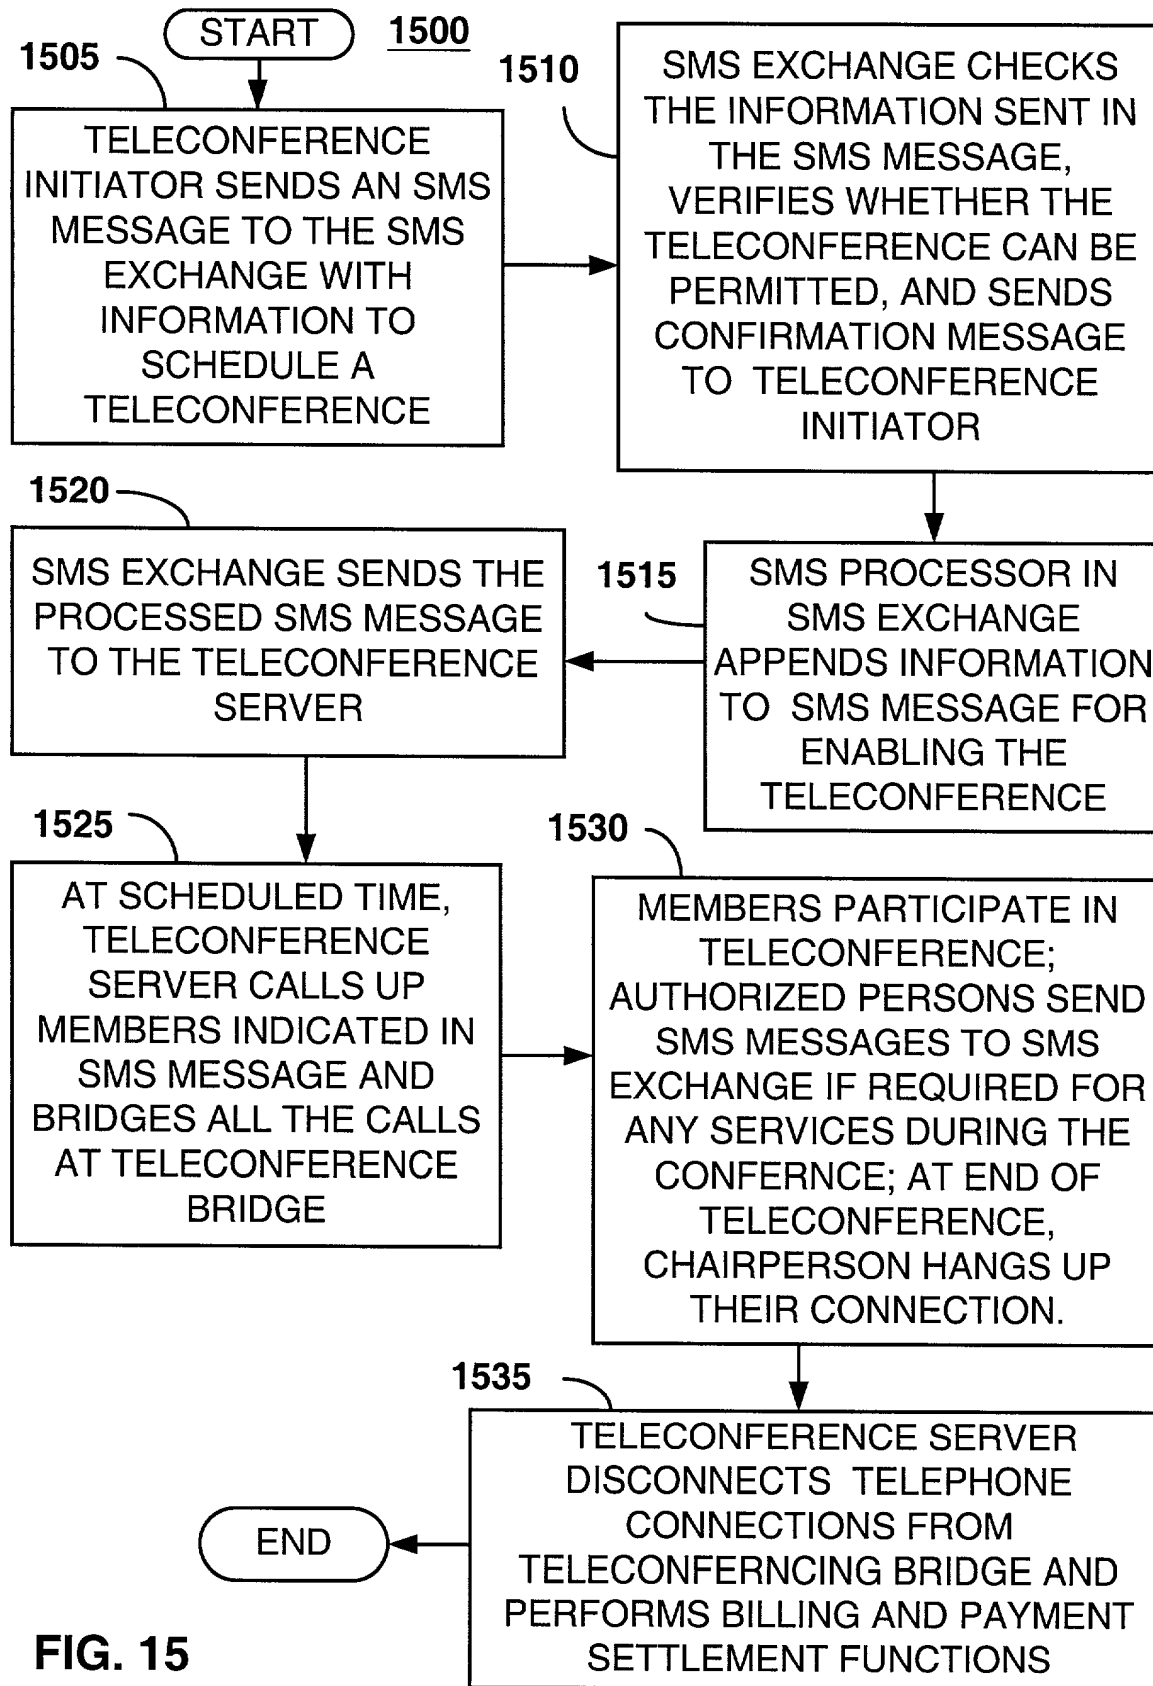 START
1500
1505
TELECONFERENCE
INITIATOR SENDS AN SMS
MESSAGE TO THE SMS
EXCHANGE WITH
INFORMATION TO
SCHEDULE A
TELECONFERENCE
1510
SMS EXCHANGE CHECKS
THE INFORMATION SENT IN
THE SMS MESSAGE,
VERIFIES WHETHER THE
TELECONFERENCE CAN BE
PERMITTED, AND SENDS
CONFIRMATION MESSAGE
TO TELECONFERENCE
INITIATOR
1515
SMS PROCESSOR IN
SMS EXCHANGE
APPENDS INFORMATION
TO SMS MESSAGE FOR
ENABLING THE
TELECONFERENCE
1520
SMS EXCHANGE SENDS THE
PROCESSED SMS MESSAGE
TO THE TELECONFERENCE
SERVER
1525
AT SCHEDULED TIME,
TELECONFERENCE
SERVER CALLS UP
MEMBERS INDICATED IN
SMS MESSAGE AND
BRIDGES ALL THE CALLS
AT TELECONFERENCE
BRIDGE
1530
MEMBERS PARTICIPATE IN
TELECONFERENCE;
AUTHORIZED PERSONS SEND
SMS MESSAGES TO SMS
EXCHANGE IF REQUIRED FOR
ANY SERVICES DURING THE
CONFERNCE; AT END OF
TELECONFERENCE,
CHAIRPERSON HANGS UP
THEIR CONNECTION.
1535
TELECONFERENCE SERVER
DISCONNECTS TELEPHONE
CONNECTIONS FROM
TELECONFERNCING BRIDGE AND
PERFORMS BILLING AND PAYMENT
SETTLEMENT FUNCTIONS
END
FIG. 15